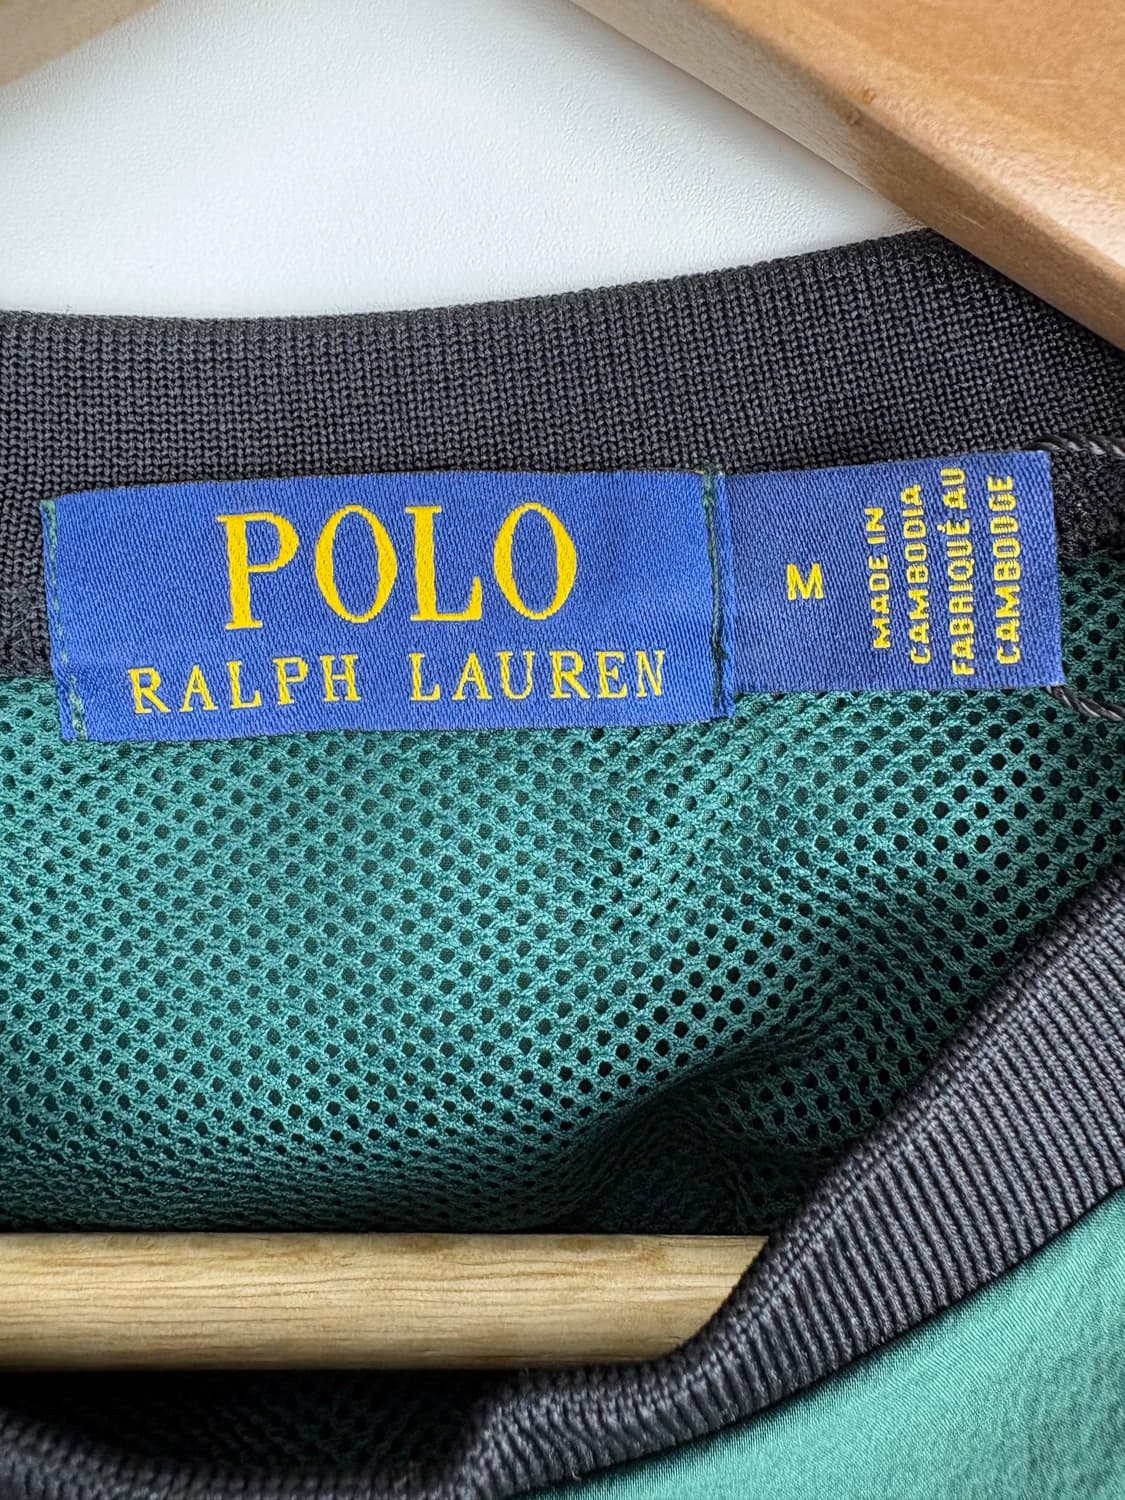 POLO
RALPH LAUREN
M
MADE IN
CAMBODIA
FABRIQUÉ AU
CAMBODGE